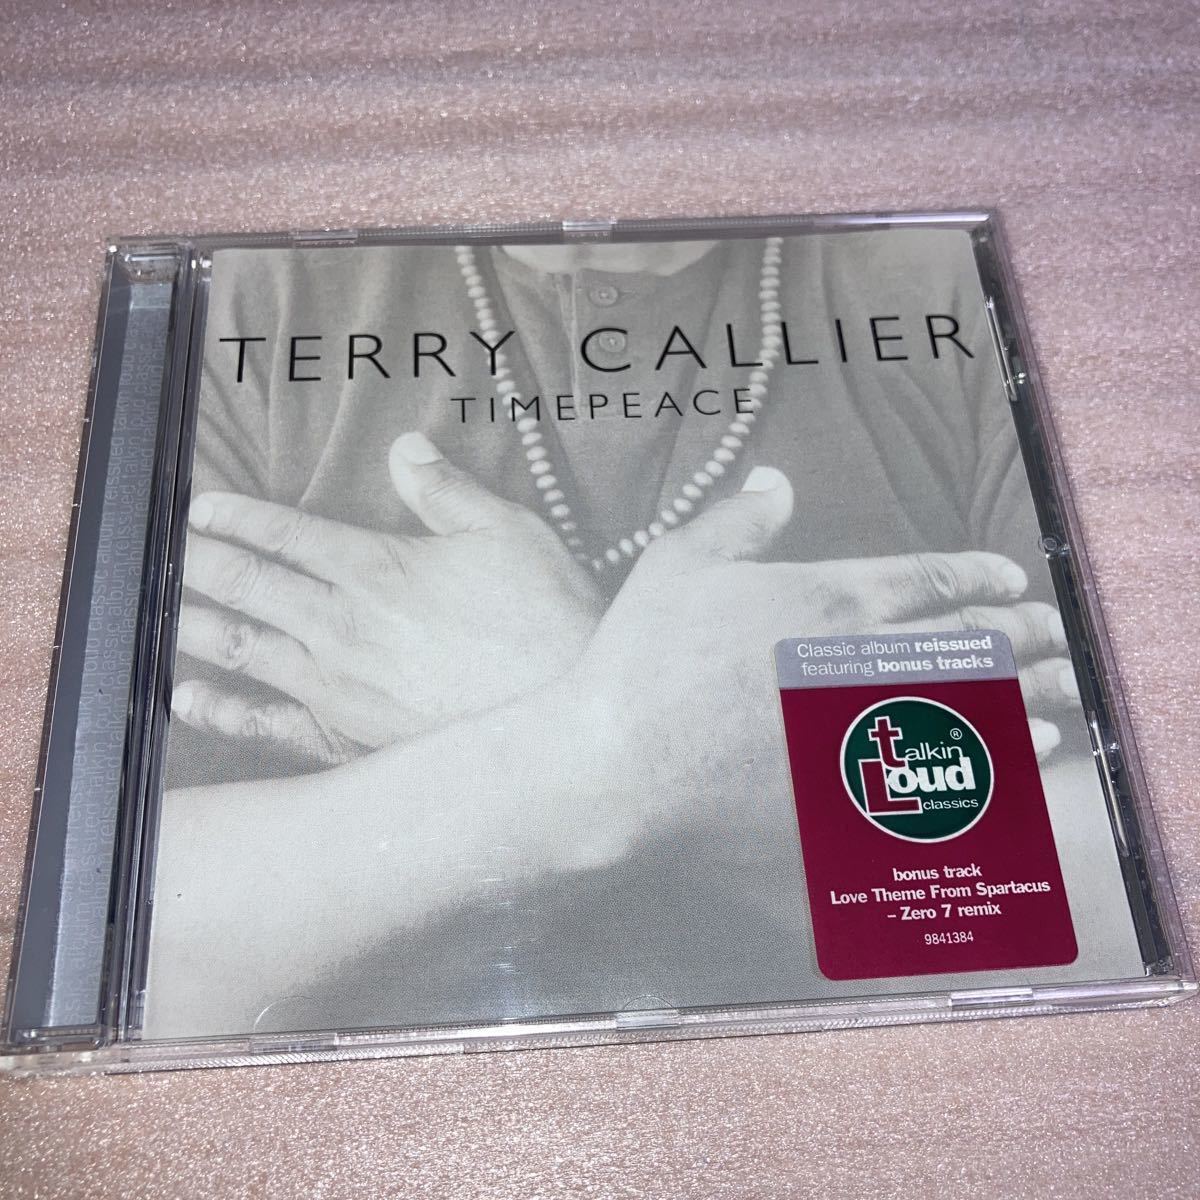 TERRY CALLIER
TIMEPEACE
Classic album reissued
featuring bonus tracks
talkin
Loud
®
classics
bonus track
Love Theme From Spartacus
– Zero 7 remix
9841384